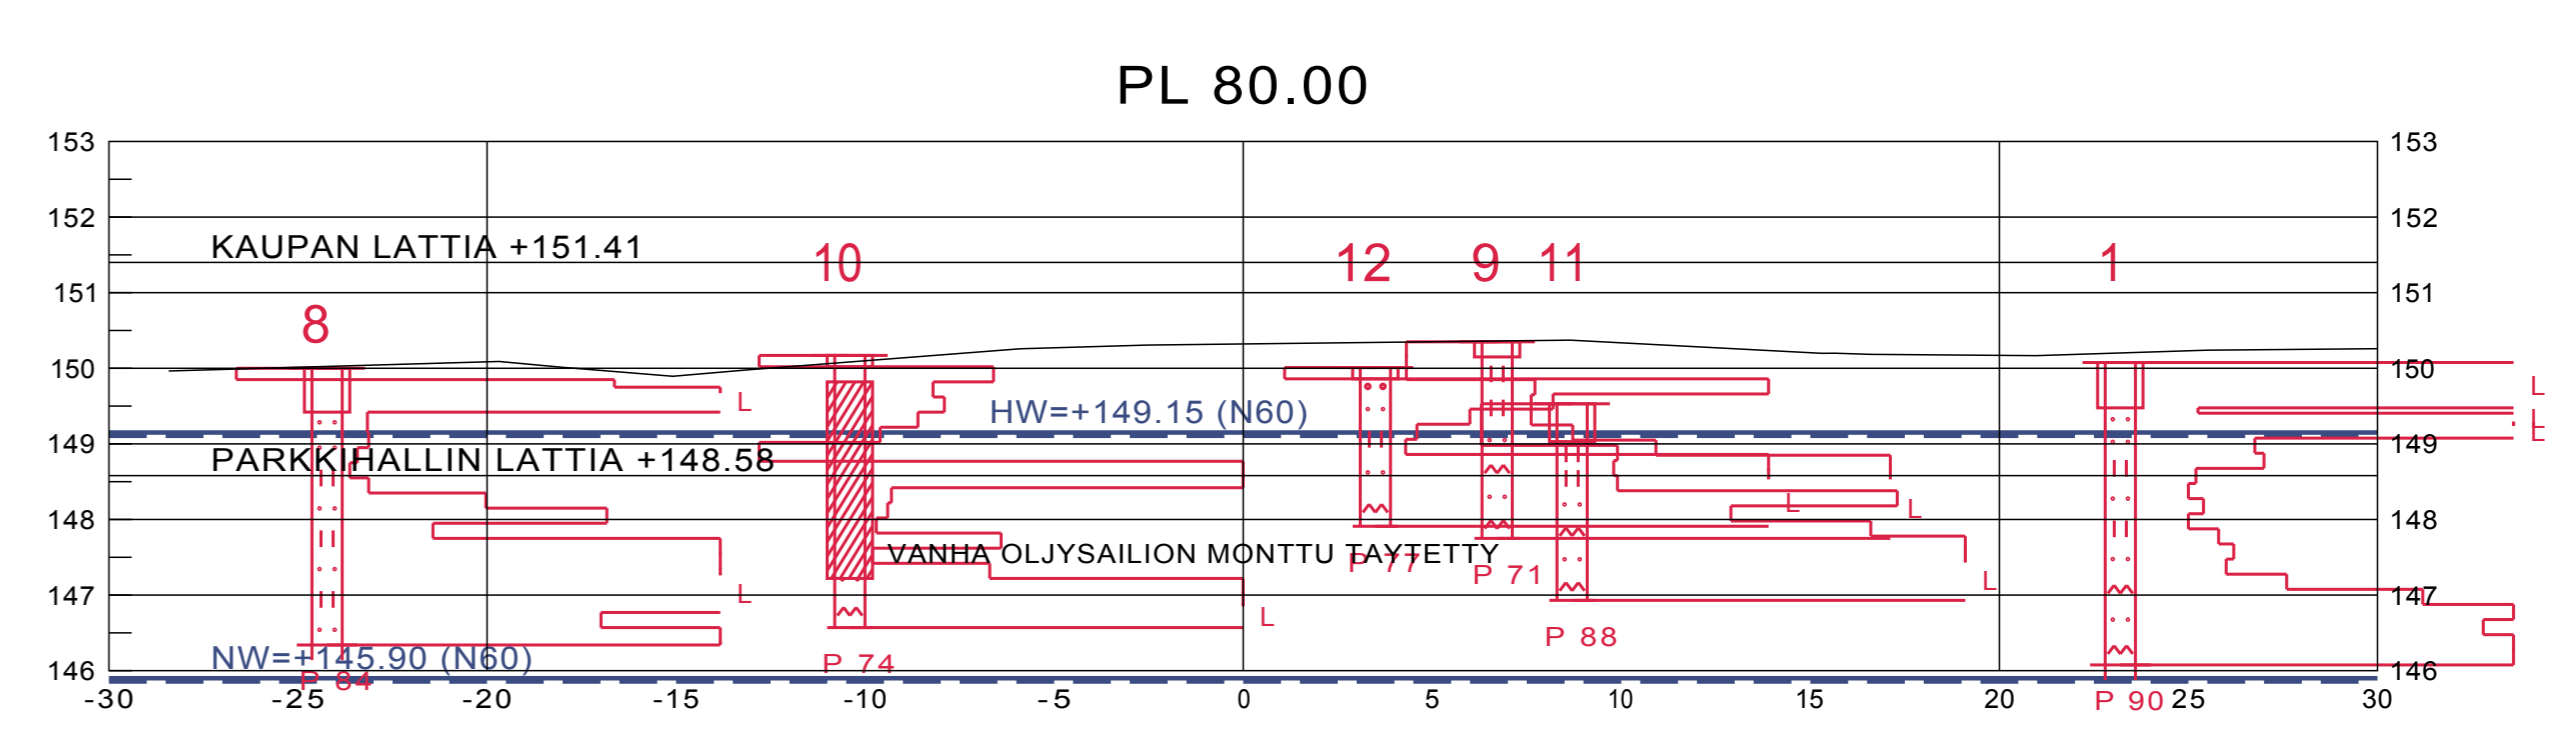 PL 80.00
153 153
152 152
KAUPAN LATTIA +151.41
10 12 9 11 1
151 151
8
150 150
L L
HW=+149.15 (N60)
L
L
149 149
PARKKIHALLIN LATTIA +148.58
L L
148 148
VANHA OLJYSAILION MONTTU TAYTETTY
P 77 P 71
L L
147 147
L
P 88
NW=+145.90 (N60)
P 74
146 146
P 84
-30 -25 -20 -15 -10 -5 0 5 10 15 20 P 90 25 30